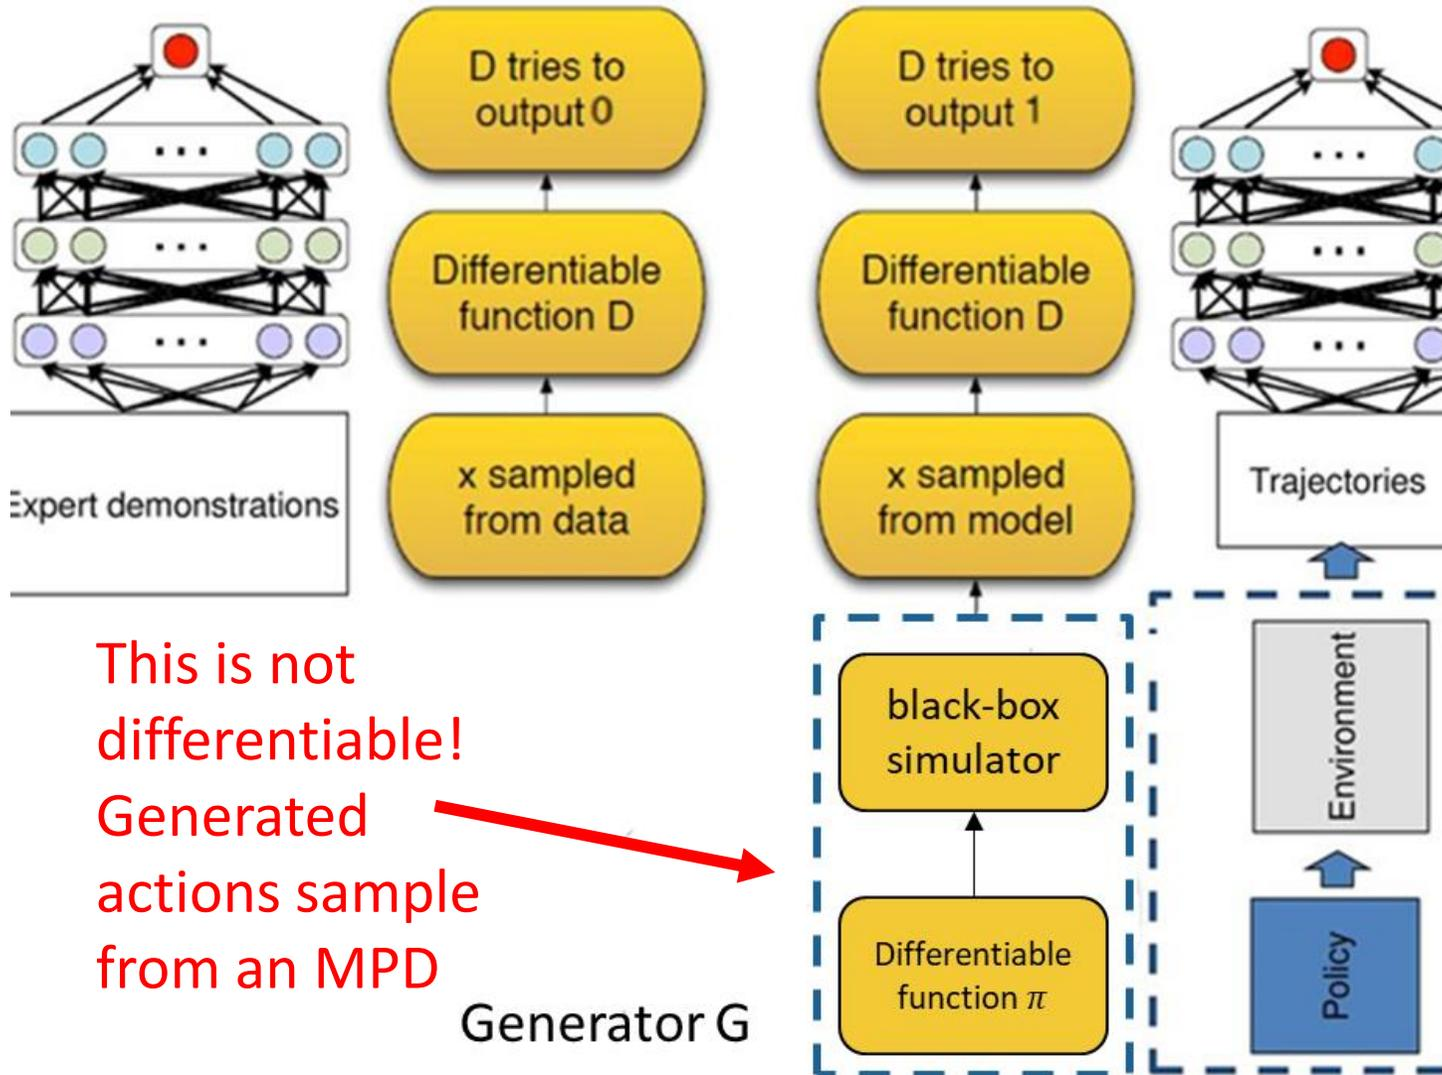 D tries to
output 0
D tries to
output 1
Differentiable
function D
Differentiable
function D
Expert demonstrations
x sampled
from data
x sampled
from model
Trajectories
This is not
differentiable!
Generated
actions sample
from an MPD
black-box
simulator
Environment
Differentiable
function π
Policy
Generator G